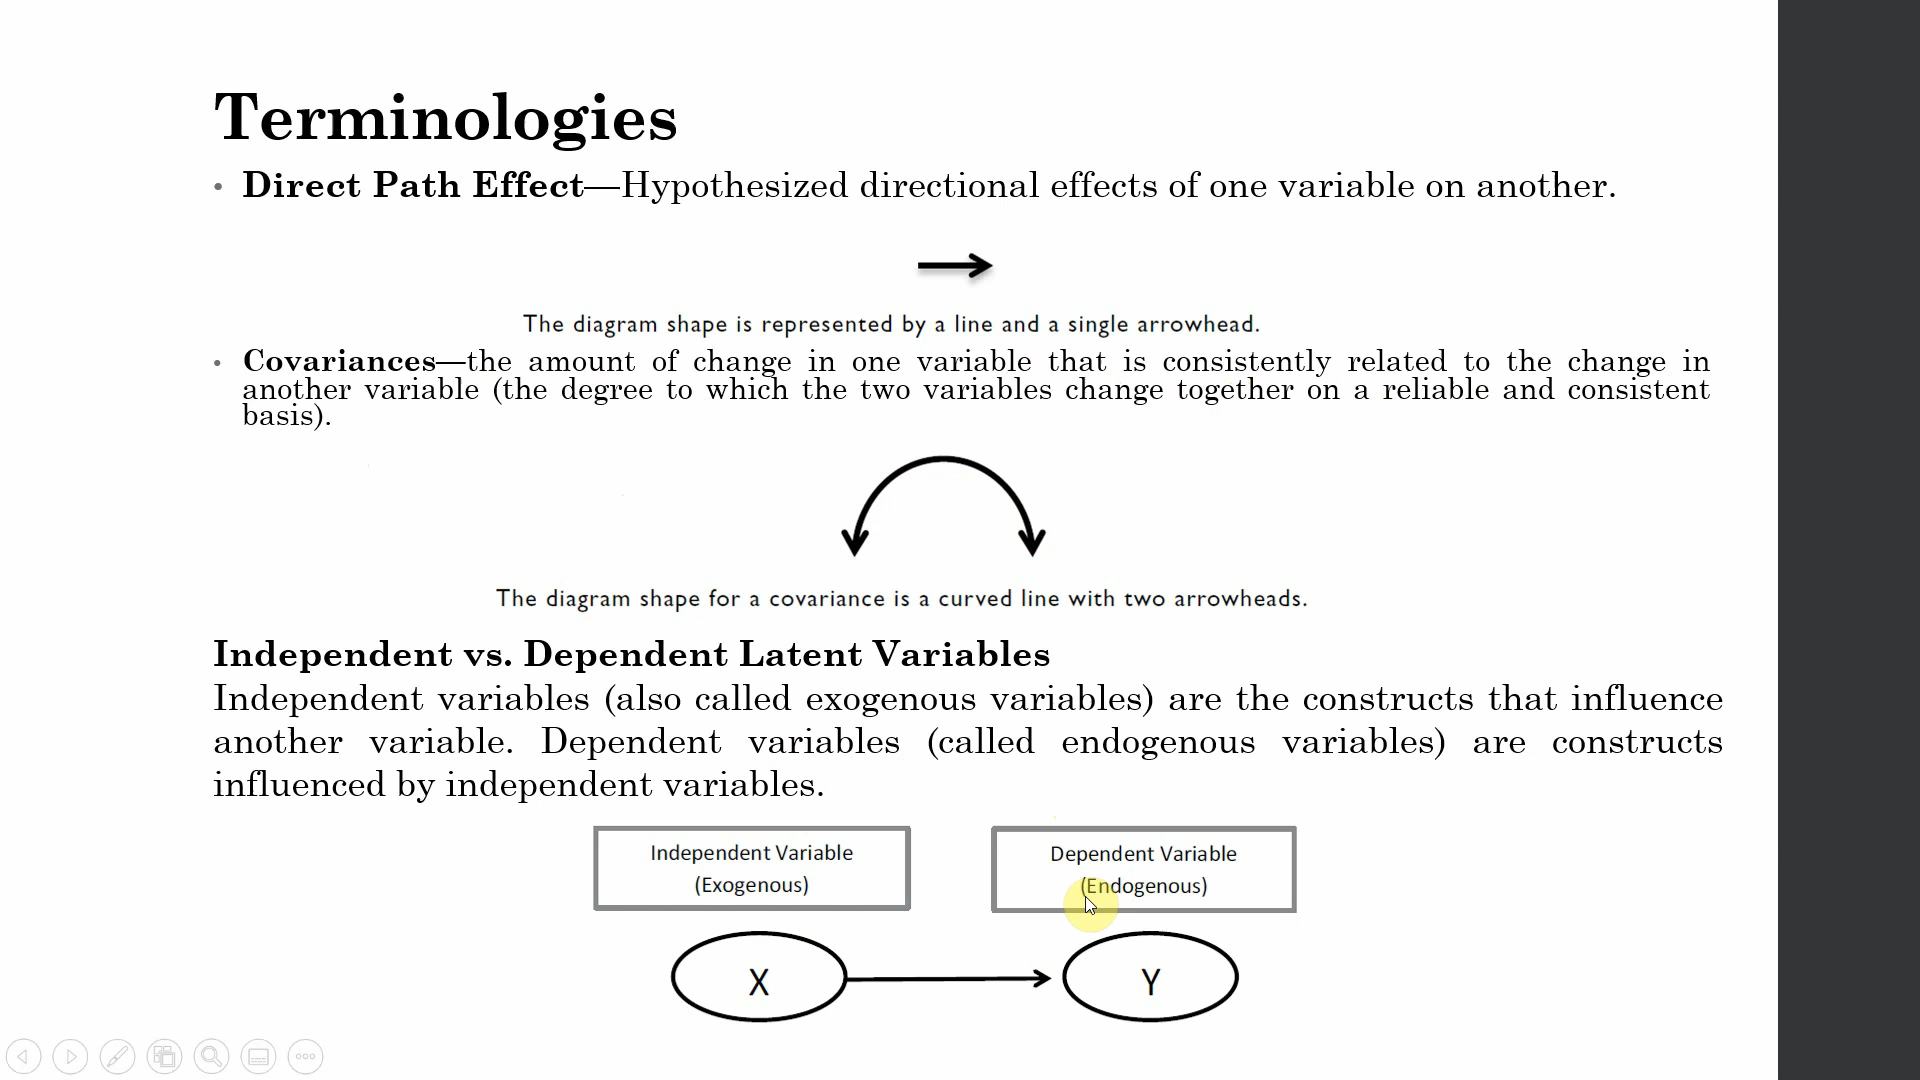 Terminologies
• Direct Path Effect—Hypothesized directional effects of one variable on another.
The diagram shape is represented by a line and a single arrowhead.
• Covariances—the amount of change in one variable that is consistently related to the change in
another variable (the degree to which the two variables change together on a reliable and consistent
basis).
The diagram shape for a covariance is a curved line with two arrowheads.
Independent vs. Dependent Latent Variables
Independent variables (also called exogenous variables) are the constructs that influence
another variable. Dependent variables (called endogenous variables) are constructs
influenced by independent variables.
Independent Variable
(Exogenous)
Dependent Variable
(Endogenous)
X
Y